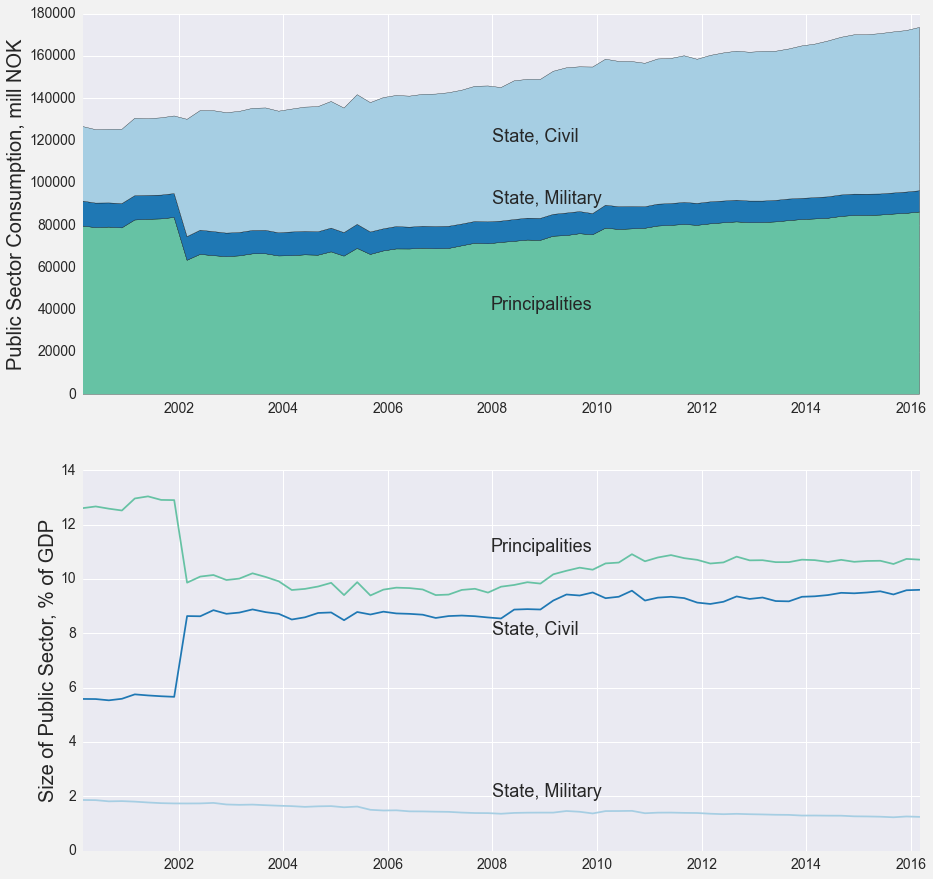 Public Sector Consumption, mill NOK
180000
160000
140000
120000
100000
80000
60000
40000
20000
0
State, Civil
State, Military
Principalities
2002 2004 2006 2008 2010 2012 2014 2016
Size of Public Sector, % of GDP
14
12
10
8
6
4
2
0
Principalities
State, Civil
State, Military
2002 2004 2006 2008 2010 2012 2014 2016